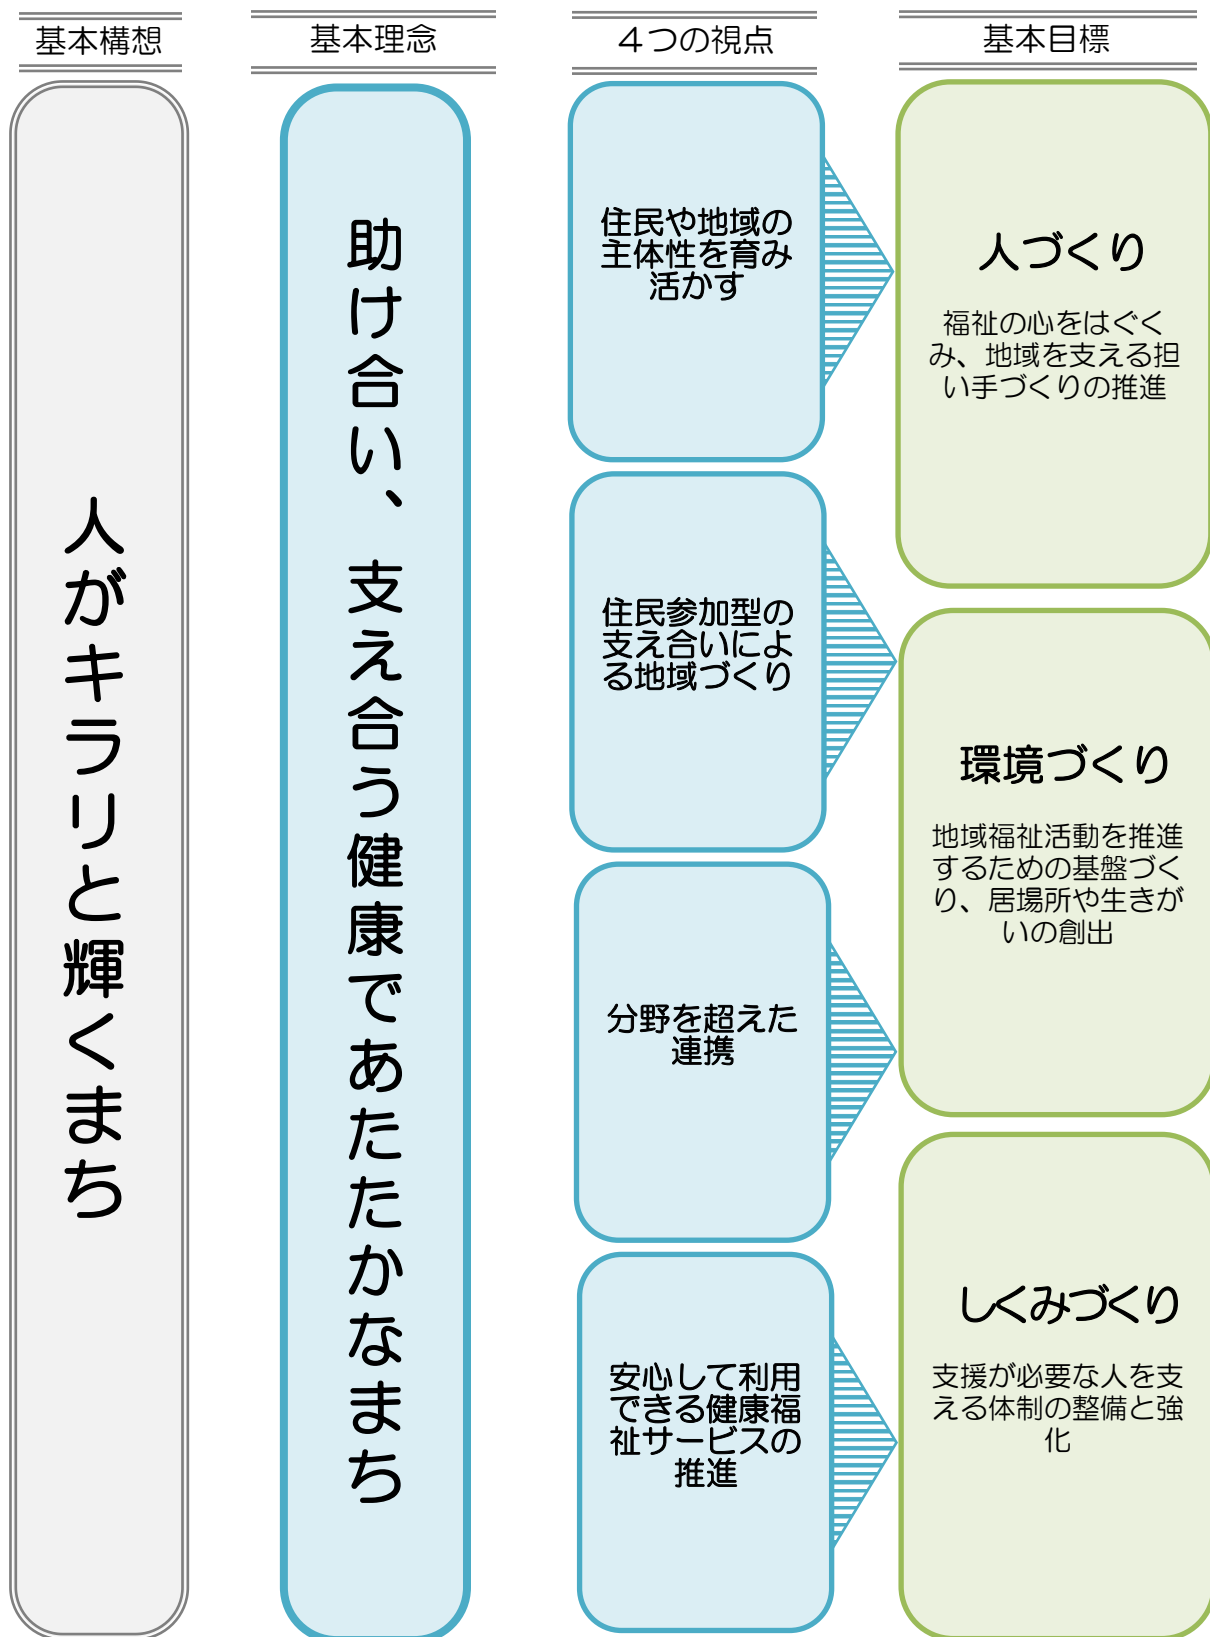 基本構想
基本理念
４つの視点
基本目標
人がキラリと輝くまち
助け合い、支え合う健康であたたかなまち
住民や地域の
主体性を育み
活かす
住民参加型の
支え合いによ
る地域づくり
分野を超えた
連携
安心して利用
できる健康福
祉サービスの
推進
人づくり
福祉の心をはぐく
み、地域を支える担
い手づくりの推進
環境づくり
地域福祉活動を推進
するための基盤づく
り、居場所や生きが
いの創出
しくみづくり
支援が必要な人を支
える体制の整備と強
化